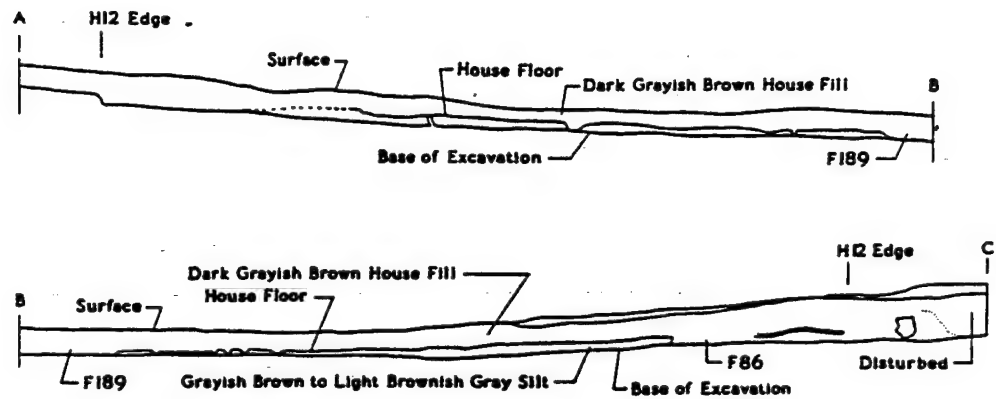 A
H12 Edge
Surface
House Floor
Dark Grayish Brown House Fill
B
Base of Excavation
F189
H12 Edge
C
Dark Grayish Brown House Fill
B
Surface
House Floor
F189
F86
Disturbed
Grayish Brown to Light Brownish Gray Silt
Base of Excavation